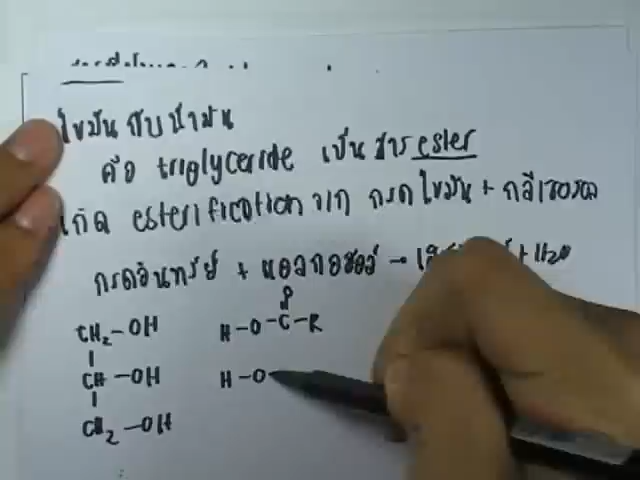 ไขมันกับน้ำมัน
คือ triglyceride เป็นสาร ester
เกิด esterification จาก กรดไขมัน + กลีเซอรอล
กรดอินทรีย์ + แอลกอฮอล์ → + H2O
O
CH2-OH H-O-C-R
CH-OH H-O
CH2-OH